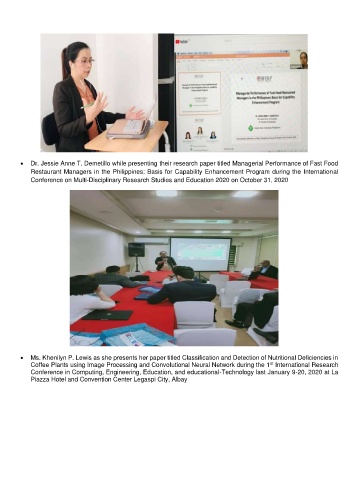 • Dr. Jessie Anne T. Demetillo while presenting their research paper titled Managerial Performance of Fast Food
Restaurant Managers in the Philippines; Basis for Capability Enhancement Program during the International
Conference on Multi-Disciplinary Research Studies and Education 2020 on October 31, 2020
• Ms. Khenilyn P. Lewis as she presents her paper titled Classification and Detection of Nutritional Deficiencies in
Coffee Plants using Image Processing and Convolutional Neural Network during the 1st International Research
Conference in Computing, Engineering, Education, and educational-Technology last January 9-20, 2020 at La
Piazza Hotel and Convention Center Legaspi City, Albay